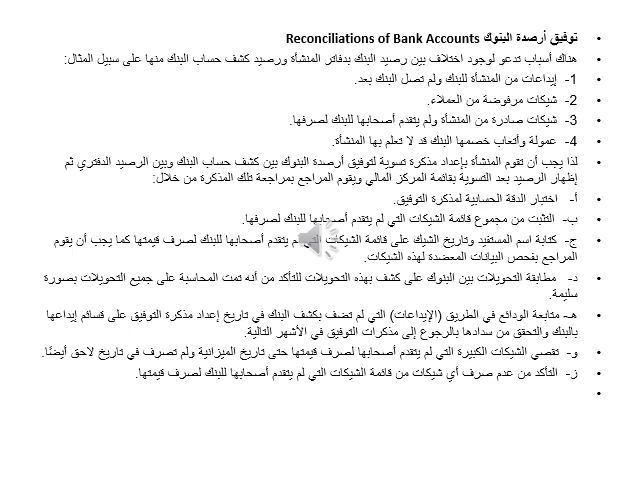 • توفيق أرصدة البنوك Reconciliations of Bank Accounts
• هناك أسباب تدعو لوجود اختلاف بين رصيد البنك بدفاتر المنشأة ورصيد كشف حساب البنك منها على سبيل المثال:
• 1- إيداعات من المنشأة للبنك ولم تصل البنك بعد.
• 2- شيكات مرفوضة من العملاء.
• 3- شيكات صادرة من المنشأة ولم يتقدم أصحابها للبنك لصرفها.
• 4- عمولة وأتعاب خصمها البنك قد لا تعلم بها المنشأة.
• لذا يجب أن تقوم المنشأة بإعداد مذكرة تسوية لتوفيق أرصدة البنوك بين كشف حساب البنك وبين الرصيد الدفتري ثم
إظهار الرصيد بعد التسوية بقائمة المركز المالي ويقوم المراجع بمراجعة تلك المذكرة من خلال:
• أ- اختبار الدقة الحسابية لمذكرة التوفيق.
• ب- التثبت من مجموع قائمة الشيكات التي لم يتقدم أصحابها للبنك لصرفها.
• ج- كتابة اسم المستفيد وتاريخ الشيك على قائمة الشيكات التي لم يتقدم أصحابها للبنك لصرف قيمتها كما يجب أن يقوم
المراجع بفحص البيانات المعضدة لهذه الشيكات.
• د- مطابقة التحويلات بين البنوك على كشف بهذه التحويلات للتأكد من أنه تمت المحاسبة على جميع التحويلات بصورة
سليمة.
• هـ- متابعة الودائع في الطريق (الإيداعات) التي لم تضف بكشف البنك في تاريخ إعداد مذكرة التوفيق على قسائم إيداعها
بالبنك والتحقق من سدادها بالرجوع إلى مذكرات التوفيق في الأشهر التالية.
• و- تقصي الشيكات الكبيرة التي لم يتقدم أصحابها لصرف قيمتها حتى تاريخ الميزانية ولم تصرف في تاريخ لاحق أيضًا.
• ز- التأكد من عدم صرف أي شيكات من قائمة الشيكات التي لم يتقدم أصحابها للبنك لصرف قيمتها.
•